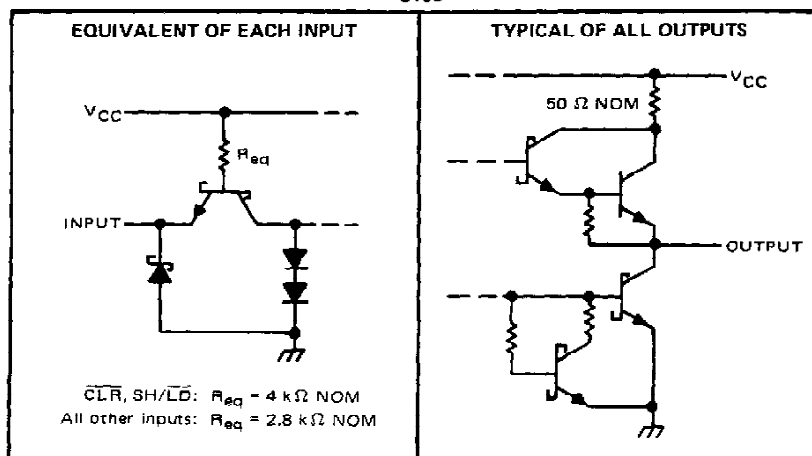 EQUIVALENT OF EACH INPUT
VCC
Req
INPUT
CLR, SH/LD: Req = 4 kΩ NOM
All other inputs: Req = 2.8 kΩ NOM
TYPICAL OF ALL OUTPUTS
VCC
50 Ω NOM
OUTPUT